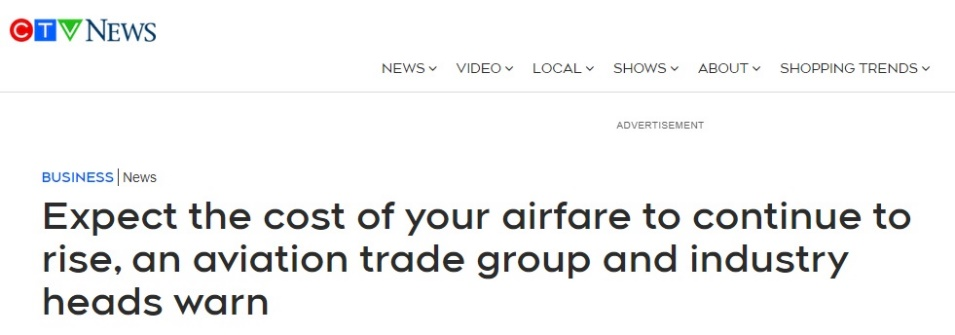 CTV NEWS
NEWS VIDEO LOCAL SHOWS ABOUT SHOPPING TRENDS
ADVERTISEMENT
BUSINESS | News
Expect the cost of your airfare to continue to
rise, an aviation trade group and industry
heads warn